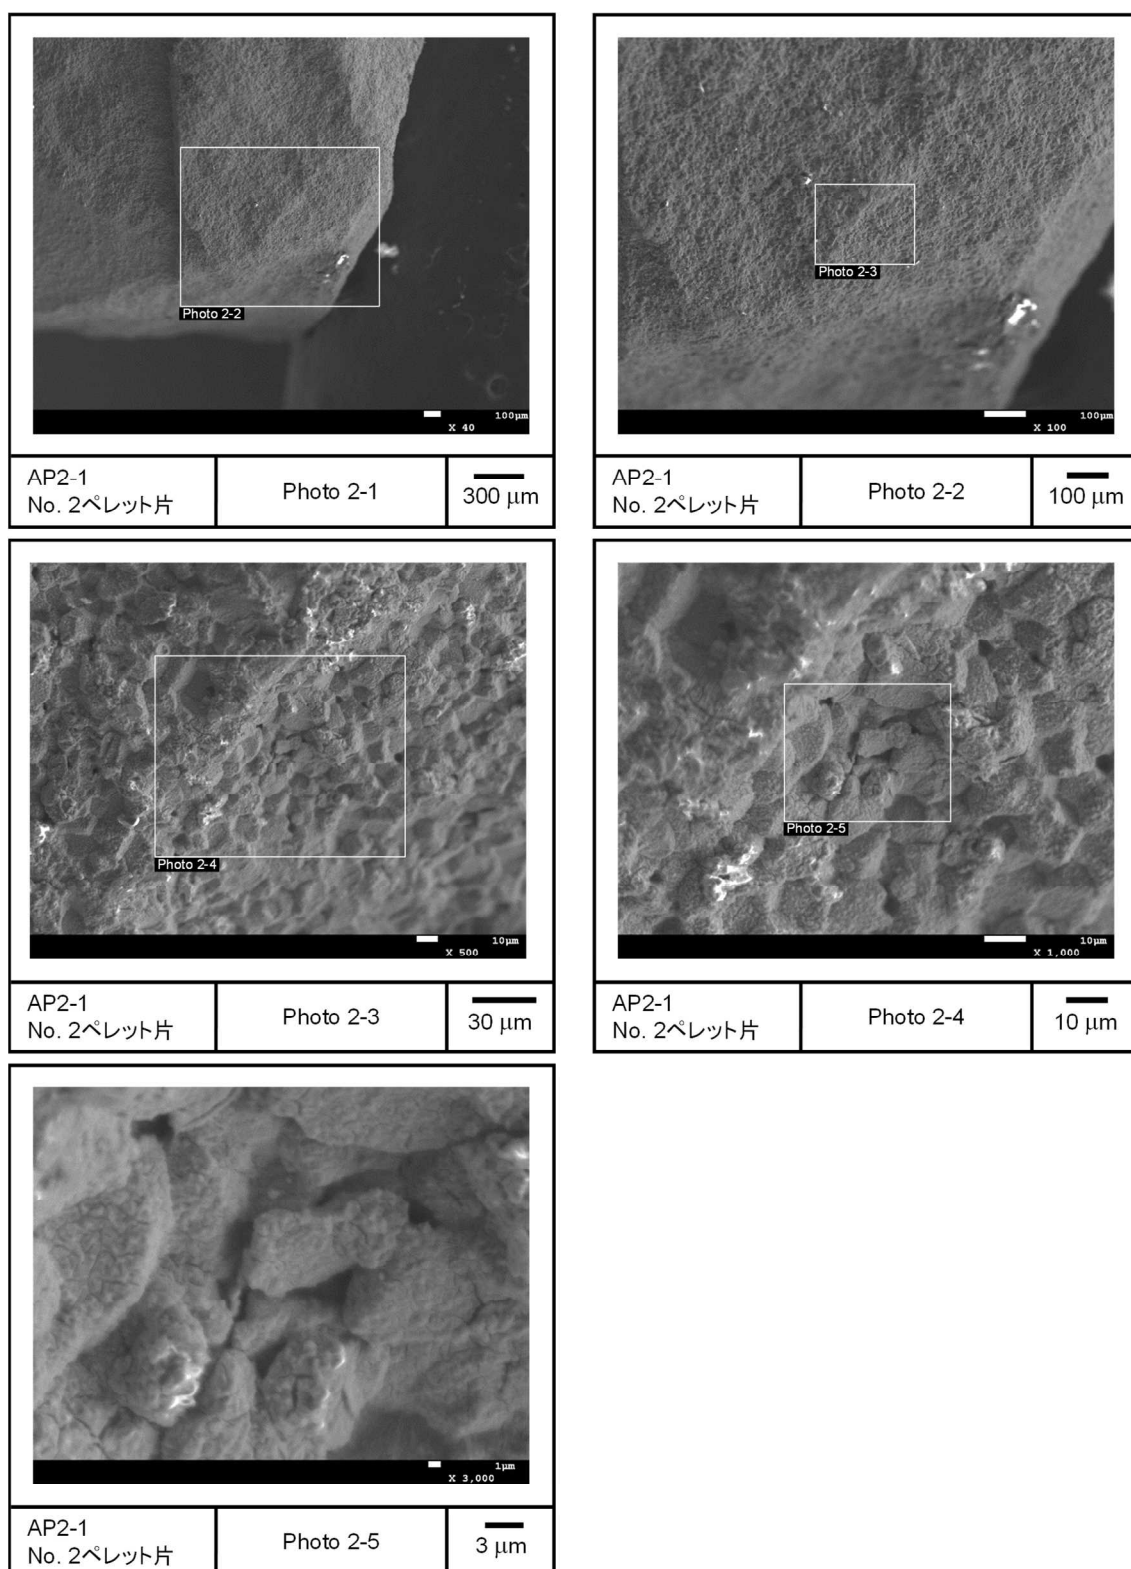 Photo 2-2
100μm
X 40
AP2-1
No. 2ペレット片
Photo 2-1
300 μm
Photo 2-3
100μm
X 100
AP2-1
No. 2ペレット片
Photo 2-2
100 μm
Photo 2-4
10μm
X 500
AP2-1
No. 2ペレット片
Photo 2-3
30 μm
Photo 2-5
10μm
X 1,000
AP2-1
No. 2ペレット片
Photo 2-4
10 μm
1μm
X 3,000
AP2-1
No. 2ペレット片
Photo 2-5
3 μm